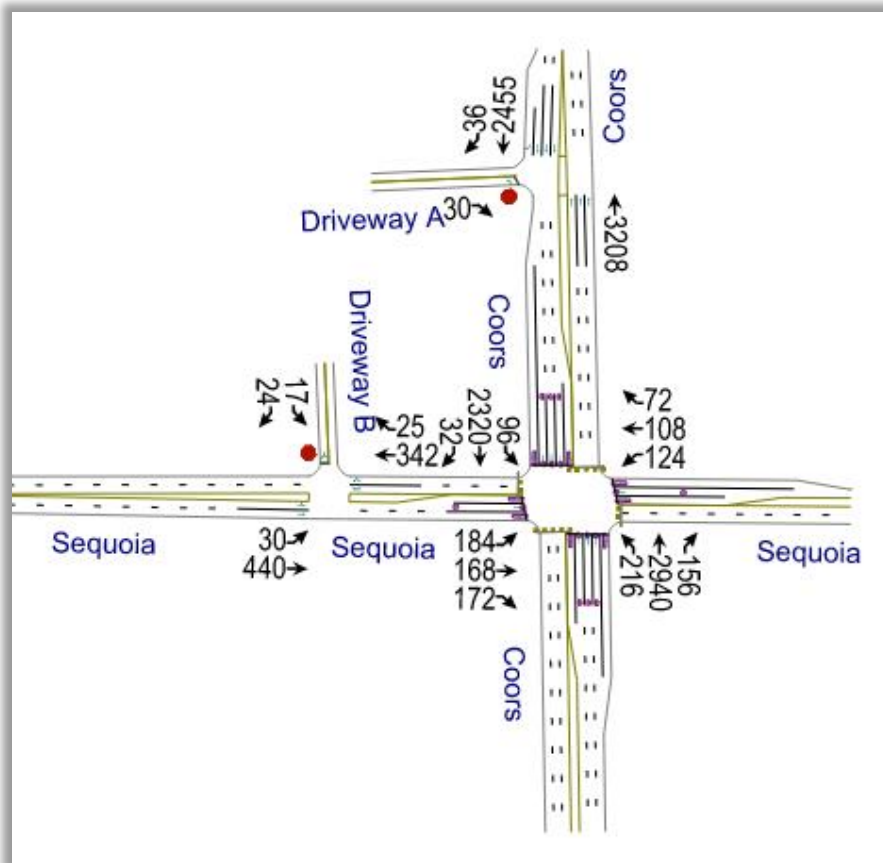 Coors
36
2455
Driveway A
30
3208
Coors
Driveway B
24
17
25
342
32
2320
96
72
108
124
Sequoia
30
440
Sequoia
184
168
172
216
2940
156
Sequoia
Coors